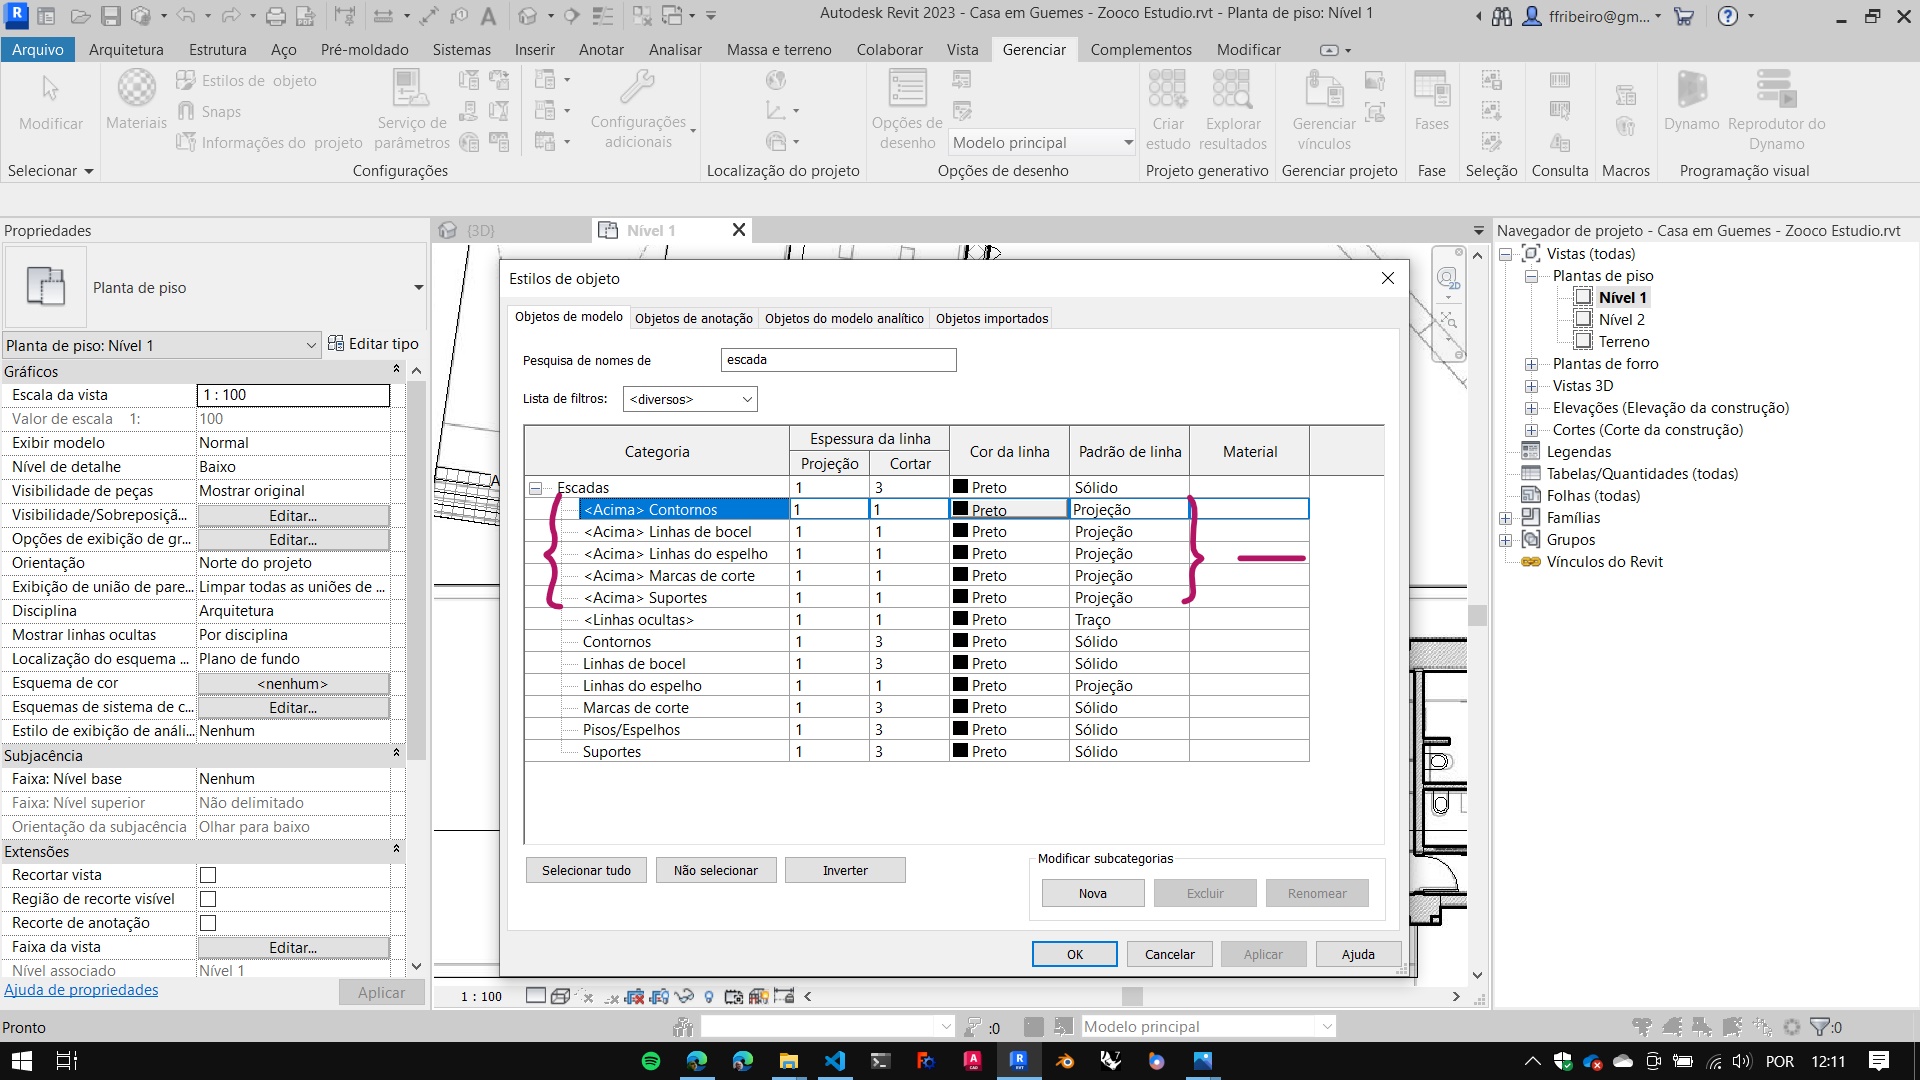 Autodesk Revit 2023 - Casa em Guemes - Zooco Estudio.rvt - Planta de piso: Nível 1
ffribeiro@gm...
Arquivo Arquitetura Estrutura Aço Pré-moldado Sistemas Inserir Anotar Analisar Massa e terreno Colaborar Vista Gerenciar Complementos Modificar
Modificar
Materiais
Estilos de objeto
Snaps
Informações do projeto
Serviço de parâmetros
Configurações adicionais
Opções de desenho
Modelo principal
Criar estudo
Explorar resultados
Gerenciar vínculos
Fases
Dynamo
Reprodutor do Dynamo
Selecionar Configurações Localização do projeto Opções de desenho Projeto generativo Gerenciar projeto Fase Seleção Consulta Macros Programação visual
Propriedades
Planta de piso
Planta de piso: Nível 1 Editar tipo
Gráficos
Escala da vista 1 : 100
Valor de escala 1: 100
Exibir modelo Normal
Nível de detalhe Baixo
Visibilidade de peças Mostrar original
Visibilidade/Sobreposiçã... Editar...
Opções de exibição de gr... Editar...
Orientação Norte do projeto
Exibição de união de pare... Limpar todas as uniões de ...
Disciplina Arquitetura
Mostrar linhas ocultas Por disciplina
Localização do esquema ... Plano de fundo
Esquema de cor <nenhum>
Esquemas de sistema de c... Editar...
Estilo de exibição de análi... Nenhum
Subjacência
Faixa: Nível base Nenhum
Faixa: Nível superior Não delimitado
Orientação da subjacência Olhar para baixo
Extensões
Recortar vista
Região de recorte visível
Recorte de anotação
Faixa da vista Editar...
Nível associado Nível 1
Ajuda de propriedades Aplicar
{3D} Nível 1
2D
A
Estilos de objeto
Objetos de modelo Objetos de anotação Objetos do modelo analítico Objetos importados
Pesquisa de nomes de escada
Lista de filtros: <diversos>
Categoria Espessura da linha Cor da linha Padrão de linha Material
Projeção Cortar
Escadas 1 3 Preto Sólido
<Acima> Contornos 1 1 Preto Projeção
<Acima> Linhas de bocel 1 1 Preto Projeção
<Acima> Linhas do espelho 1 1 Preto Projeção
<Acima> Marcas de corte 1 1 Preto Projeção
<Acima> Suportes 1 1 Preto Projeção
<Linhas ocultas> 1 1 Preto Traço
Contornos 1 3 Preto Sólido
Linhas de bocel 1 3 Preto Sólido
Linhas do espelho 1 1 Preto Projeção
Marcas de corte 1 3 Preto Sólido
Pisos/Espelhos 1 3 Preto Sólido
Suportes 1 3 Preto Sólido
Selecionar tudo Não selecionar Inverter
Modificar subcategorias
Nova Excluir Renomear
OK Cancelar Aplicar Ajuda
Navegador de projeto - Casa em Guemes - Zooco Estudio.rvt
Vistas (todas)
Plantas de piso
Nível 1
Nível 2
Terreno
Plantas de forro
Vistas 3D
Elevações (Elevação da construção)
Cortes (Corte da construção)
Legendas
Tabelas/Quantidades (todas)
Folhas (todas)
Famílias
Grupos
Vínculos do Revit
1 : 100
Pronto :0 Modelo principal :0
POR 12:11